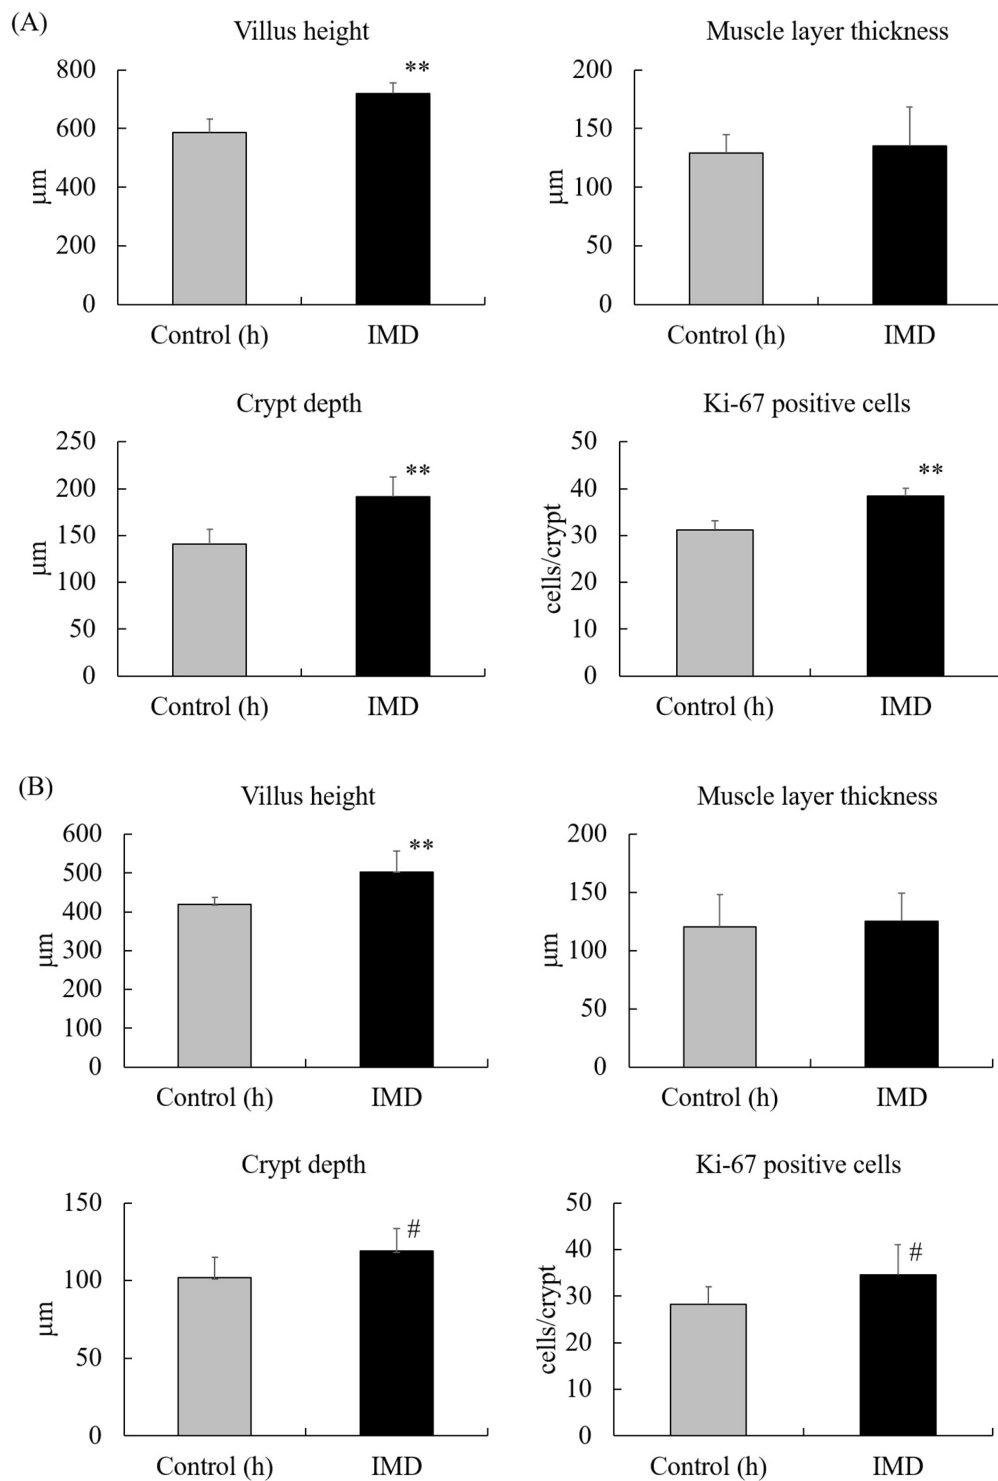 (A)
Villus height
800
600
400
200
0
µm
**
Control (h) IMD
Muscle layer thickness
200
150
100
50
0
µm
Control (h) IMD
Crypt depth
250
200
150
100
50
0
µm
**
Control (h) IMD
Ki-67 positive cells
50
40
30
20
10
0
cells/crypt
**
Control (h) IMD
(B)
Villus height
600
500
400
300
200
100
0
µm
**
Control (h) IMD
Muscle layer thickness
200
150
100
50
0
µm
Control (h) IMD
Crypt depth
150
100
50
0
µm
#
Control (h) IMD
Ki-67 positive cells
50
40
30
20
10
0
cells/crypt
#
Control (h) IMD